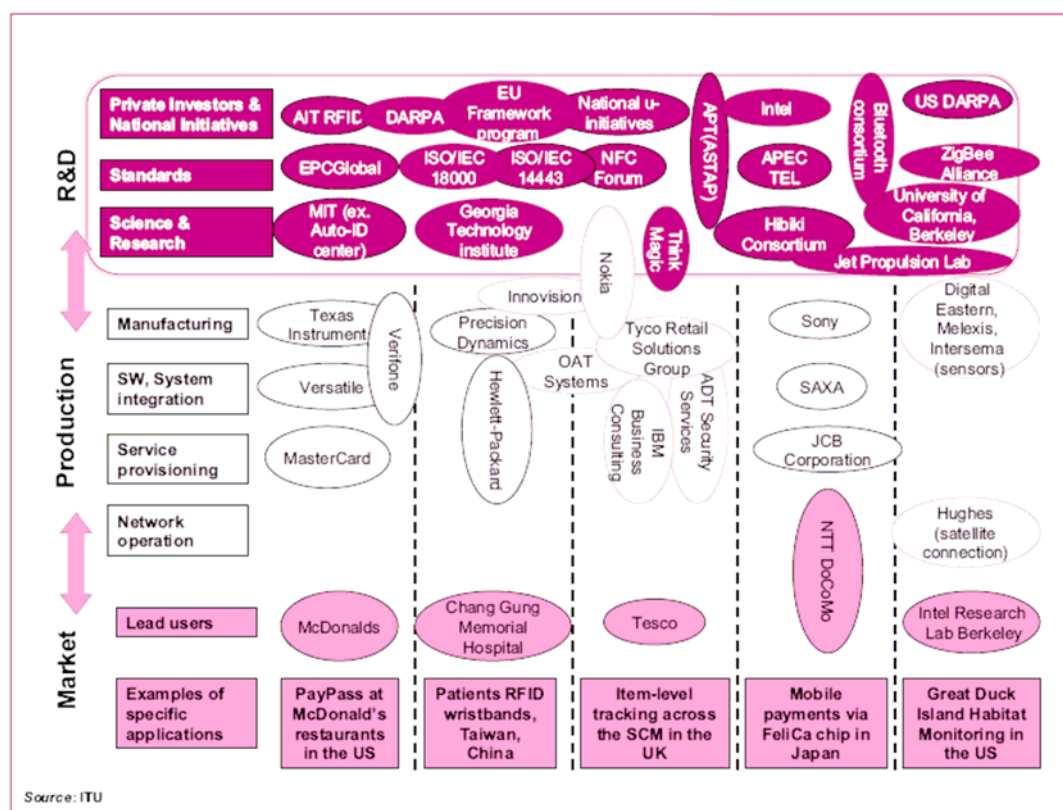 R&D
Production
Market
Private Investors &
National Initiatives
AIT RFID
DARPA
EU
Framework
program
National u-
initiatives
APT(ASTAP)
Intel
Bluetooth
consortium
US DARPA
Standards
EPCGlobal
ISO/IEC
18000
ISO/IEC
14443
NFC
Forum
APEC
TEL
ZigBee
Alliance
Science &
Research
MIT (ex.
Auto-ID
center)
Georgia
Technology
institute
Nokia
Think
Magic
Hibiki
Consortium
University of
California,
Berkeley
Jet Propulsion Lab
Manufacturing
Texas
Instrument
Verifone
Innovision
Precision
Dynamics
Tyco Retail
Solutions
Group
Sony
Digital
Eastern,
Melexis,
Intersema
(sensors)
SW, System
integration
Versatile
Hewlett-Packard
OAT
Systems
IBM
Business
Consulting
ADT Security
Services
SAXA
Service
provisioning
MasterCard
JCB
Corporation
Network
operation
NTT DoCoMo
Hughes
(satellite
connection)
Lead users
McDonalds
Chang Gung
Memorial
Hospital
Tesco
Intel Research
Lab Berkeley
Examples of
specific
applications
PayPass at
McDonald's
restaurants
in the US
Patients RFID
wristbands,
Taiwan,
China
Item-level
tracking across
the SCM in the
UK
Mobile
payments via
FeliCa chip in
Japan
Great Duck
Island Habitat
Monitoring in
the US
Source: ITU